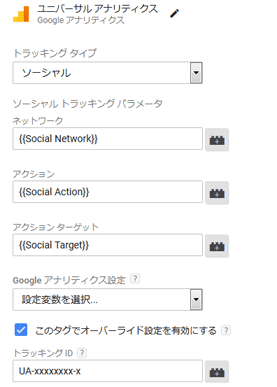 ユニバーサル アナリティクス
Google アナリティクス
トラッキング タイプ
ソーシャル
ソーシャル トラッキング パラメータ
ネットワーク
{{Social Network}}
アクション
{{Social Action}}
アクション ターゲット
{{Social Target}}
Google アナリティクス設定 ?
設定変数を選択...
このタグでオーバーライド設定を有効にする ?
トラッキング ID ?
UA-xxxxxxxx-x